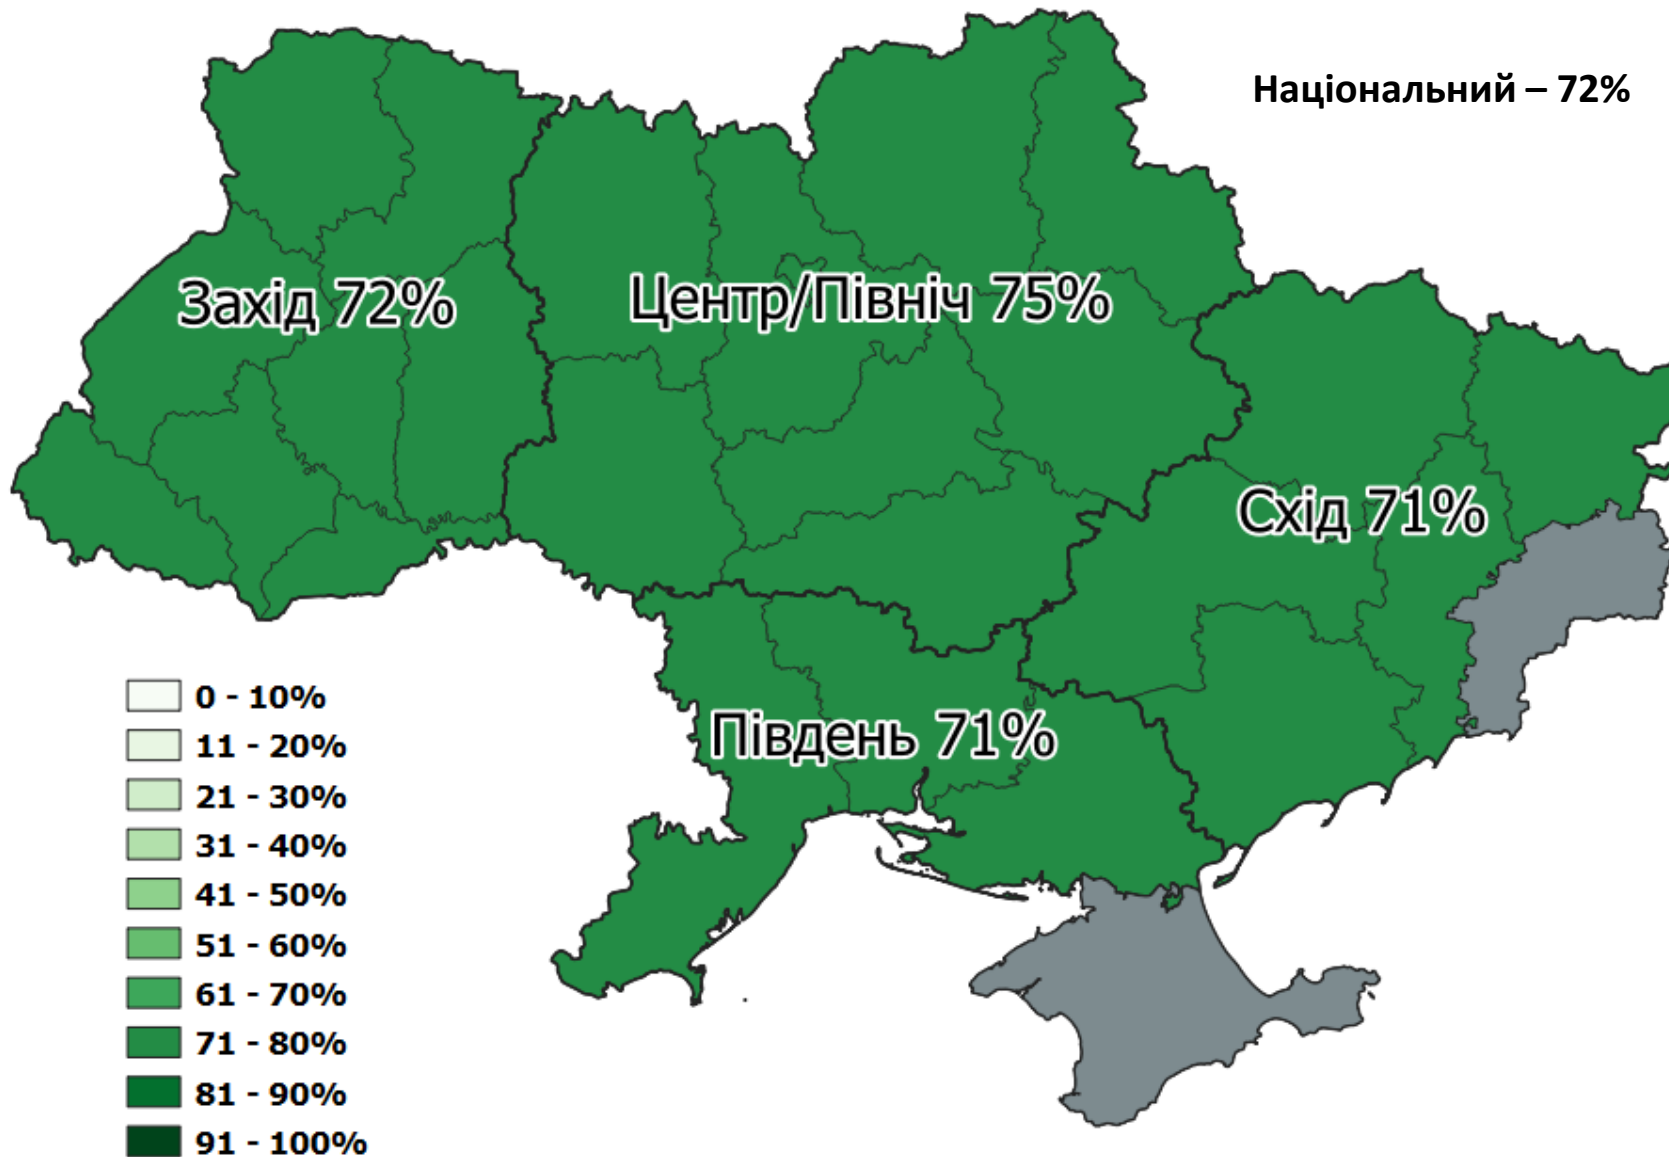 Національний – 72%
Захід 72%
Центр/Північ 75%
Схід 71%
Південь 71%
0 - 10%
11 - 20%
21 - 30%
31 - 40%
41 - 50%
51 - 60%
61 - 70%
71 - 80%
81 - 90%
91 - 100%